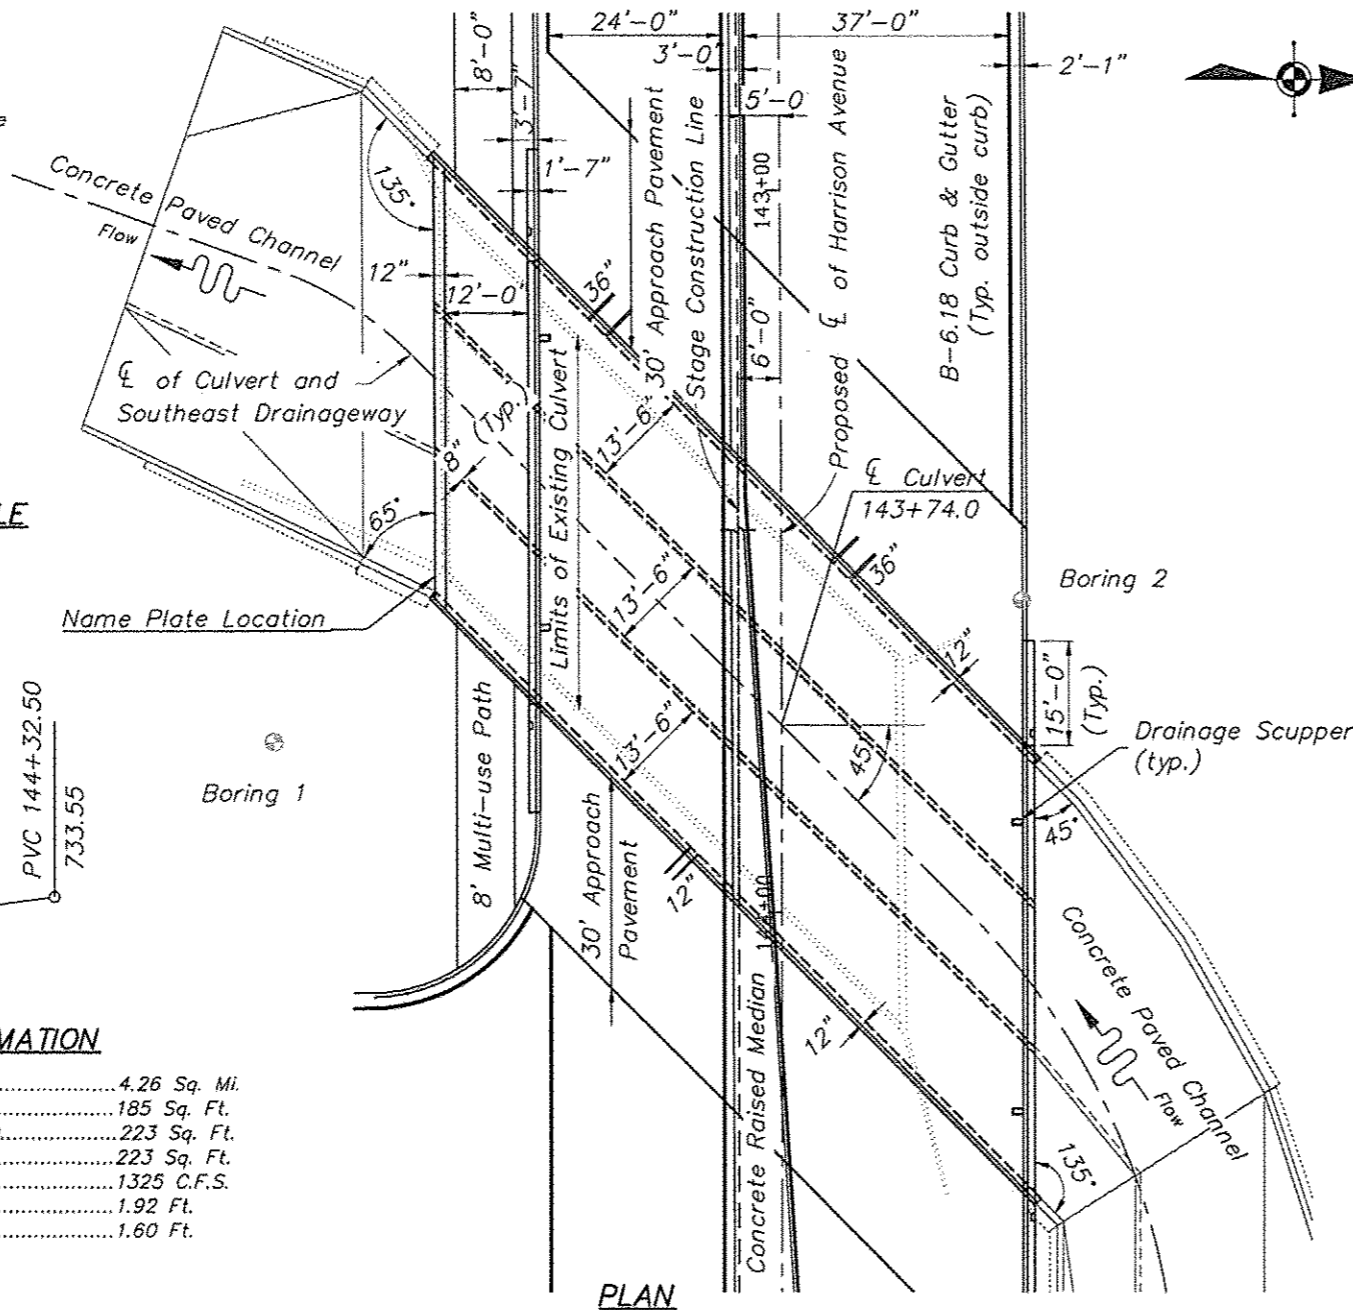 24'-0"
37'-0"
8'-0"
3'-0"
2'-1"
3'-7"
5'-0
1'-7"
30' Approach Pavement
Stage Construction Line
143+00
Proposed ℄ of Harrison Avenue
B-6.18 Curb & Gutter
(Typ. outside curb)
e
Concrete Paved Channel
Flow
135°
12"
12'-0"
36"
6'-0"
℄ of Culvert and
Southeast Drainageway
8"
(Typ.)
Limits of Existing Culvert
13'-6"
℄ Culvert
143+74.0
LE
65°
13'-6"
36"
Boring 2
Name Plate Location
12"
15'-0"
(Typ.)
PVC 144+32.50
733.55
Boring 1
8' Multi-use Path
13'-6"
45°
Drainage Scupper
(typ.)
45°
30' Approach
Pavement
12"
+00
12"
Concrete Raised Median
Concrete Paved Channel
Flow
135°
MATION
4.26 Sq. Mi.
185 Sq. Ft.
223 Sq. Ft.
223 Sq. Ft.
1325 C.F.S.
1.92 Ft.
1.60 Ft.
PLAN